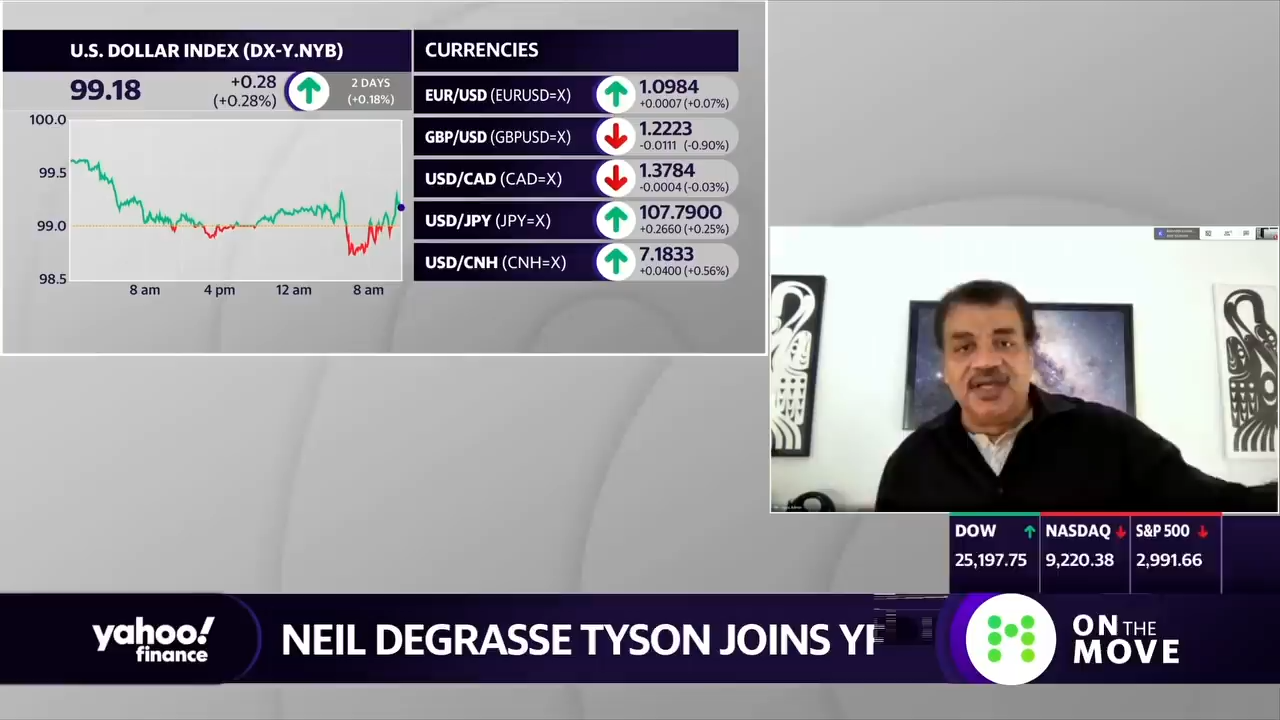 U.S. DOLLAR INDEX (DX-Y.NYB)
99.18
+0.28
(+0.28%)
2 DAYS
(+0.18%)
100.0
99.5
99.0
98.5
8 am
4 pm
12 am
8 am
CURRENCIES
EUR/USD (EURUSD=X)
1.0984
+0.0007 (+0.07%)
GBP/USD (GBPUSD=X)
1.2223
-0.0111 (-0.90%)
USD/CAD (CAD=X)
1.3784
-0.0004 (-0.03%)
USD/JPY (JPY=X)
107.7900
+0.2660 (+0.25%)
USD/CNH (CNH=X)
7.1833
+0.0400 (+0.56%)
DOW
25,197.75
NASDAQ
9,220.38
S&P 500
2,991.66
yahoo!
finance
NEIL DEGRASSE TYSON JOINS YF
ON THE
MOVE